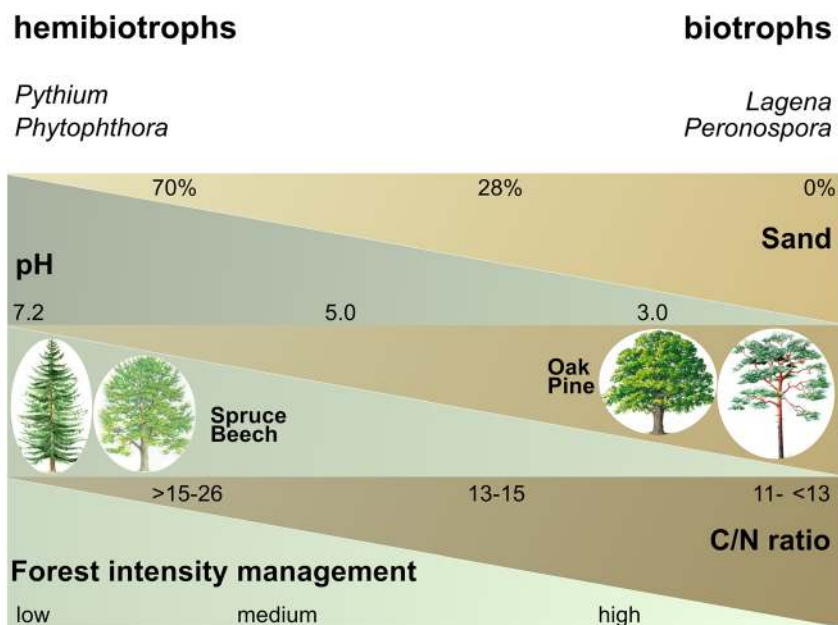 hemibiotrophs biotrophs
Pythium Lagena
Phytophthora Peronospora
70% 28% 0%
Sand
pH
7.2 5.0 3.0
Oak
Pine
Spruce
Beech
>15-26 13-15 11- <13
C/N ratio
Forest intensity management
low medium high